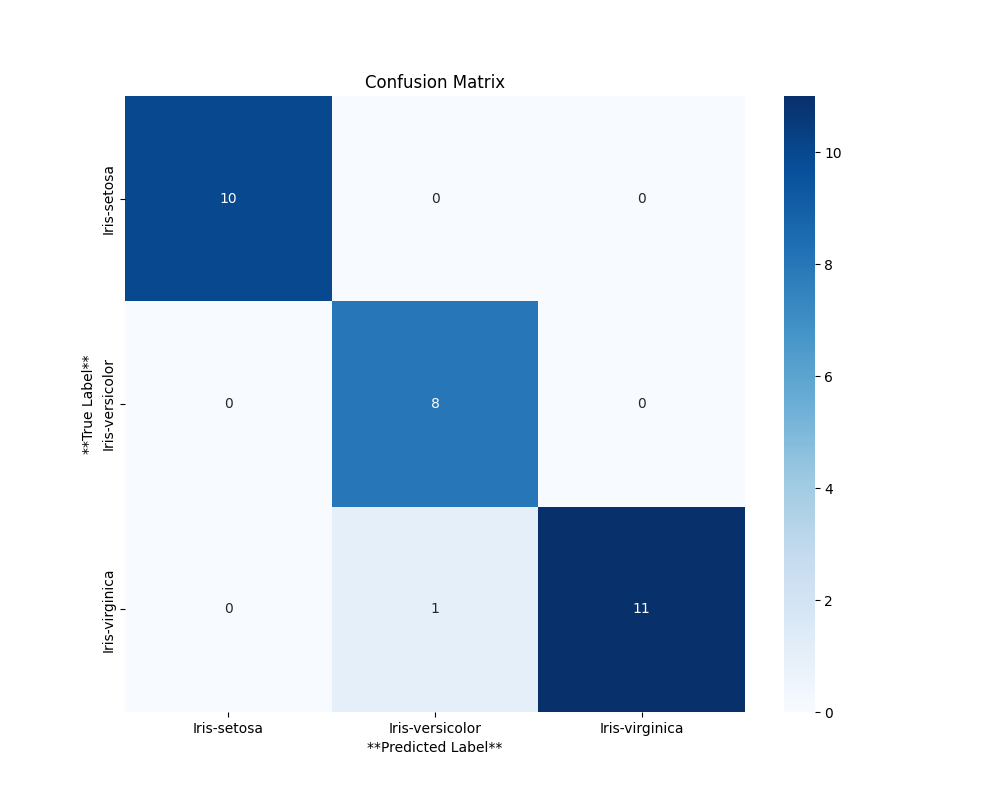 Confusion Matrix
Iris-setosa
10
0
0
10
**True Label**
Iris-versicolor
0
8
0
8
6
4
Iris-virginica
0
1
11
2
0
Iris-setosa
Iris-versicolor
Iris-virginica
**Predicted Label**